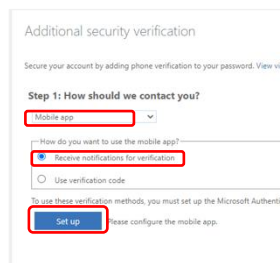 Additional security verification
Secure your account by adding phone verification to your password. View vi
Step 1: How should we contact you?
Mobile app
How do you want to use the mobile app?
Receive notifications for verification
Use verification code
To use these verification methods, you must set up the Microsoft Authenti
Set up Please configure the mobile app.